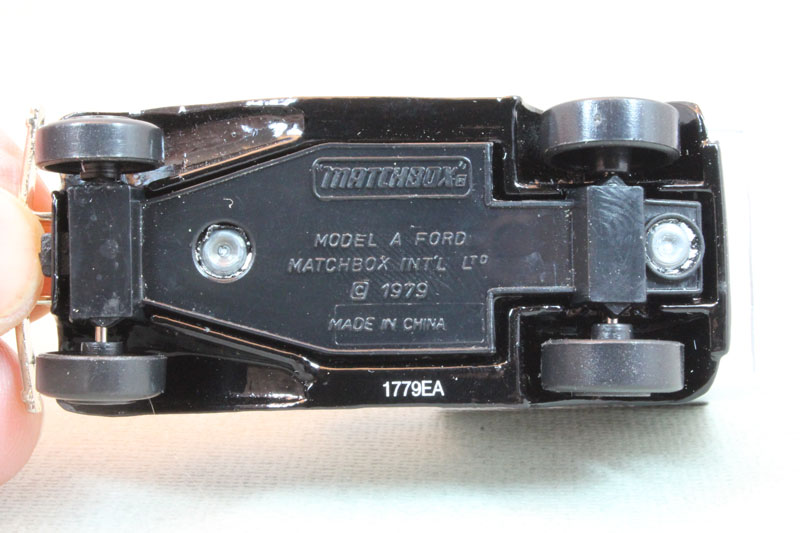 "MATCHBOX"®
MODEL A FORD
MATCHBOX INT'L LTD
© 1979
MADE IN CHINA
1779EA